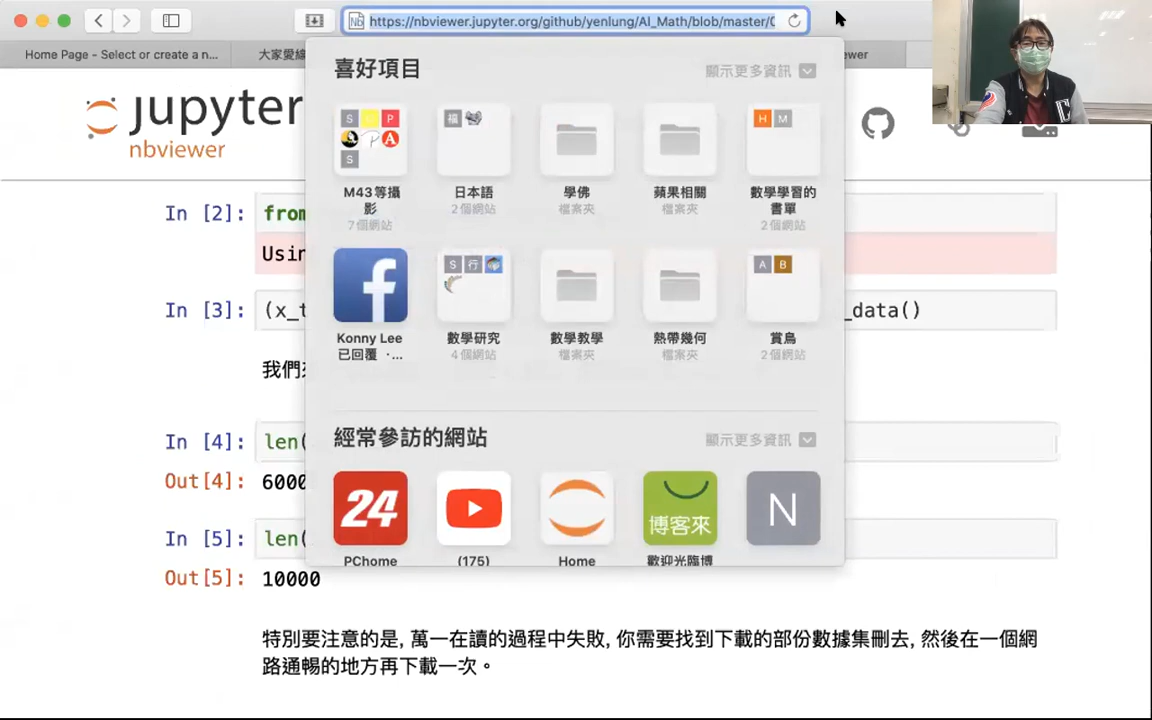 https://nbviewer.jupyter.org/github/yenlung/AI_Math/blob/master/0
Home Page - Select or create a n...
大家愛線
ewer
jupyter
nbviewer
喜好項目
顯示更多資訊
M43等攝影
7個網站
日本語
2個網站
學佛
檔案夾
蘋果相關
檔案夾
數學學習的書單
2個網站
Konny Lee 已回覆 ·...
數學研究
4個網站
數學教學
檔案夾
熱帶幾何
檔案夾
賞鳥
2個網站
經常參訪的網站
顯示更多資訊
24
博客來
N
PChome
(175)
Home
歡迎光臨博
In [2]: from
Usin
In [3]: (x_t
_data()
我們
In [4]: len(
Out[4]: 6000
In [5]: len(
Out[5]: 10000
特別要注意的是, 萬一在讀的過程中失敗, 你需要找到下載的部份數據集刪去, 然後在一個網
路通暢的地方再下載一次。